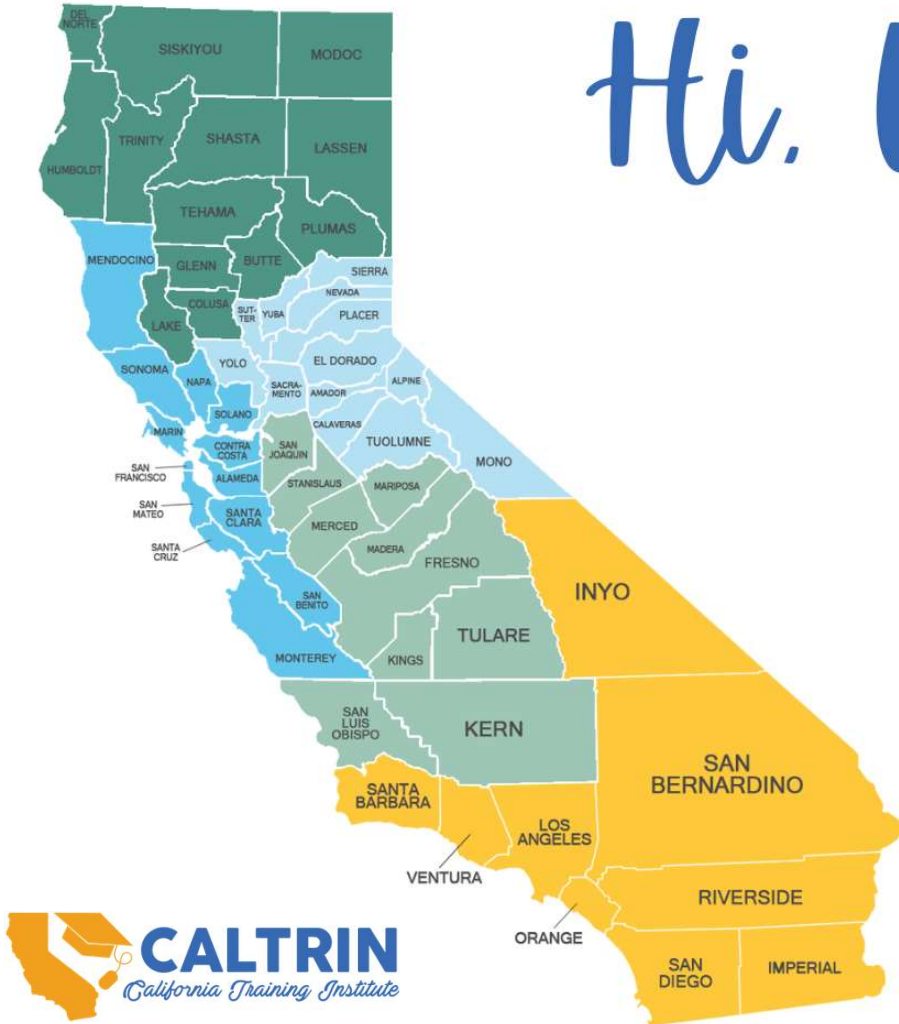 Hi,
DEL
NORTE
SISKIYOU
MODOC
HUMBOLDT
TRINITY
SHASTA
LASSEN
TEHAMA
PLUMAS
MENDOCINO
GLENN
BUTTE
SIERRA
NEVADA
COLUSA
SUT-
TER
YUBA
PLACER
LAKE
EL DORADO
YOLO
SONOMA
NAPA
SACRA-
MENTO
AMADOR
ALPINE
SOLANO
CALAVERAS
MARIN
TUOLUMNE
CONTRA
COSTA
SAN
JOAQUIN
MONO
SAN
FRANCISCO
ALAMEDA
STANISLAUS
MARIPOSA
SAN
MATEO
SANTA
CLARA
MERCED
SANTA
CRUZ
MADERA
FRESNO
SAN
BENITO
INYO
TULARE
MONTEREY
KINGS
SAN
LUIS
OBISPO
KERN
SAN
BERNARDINO
SANTA
BARBARA
LOS
ANGELES
VENTURA
RIVERSIDE
ORANGE
SAN
DIEGO
IMPERIAL
CALTRIN
California Training Institute